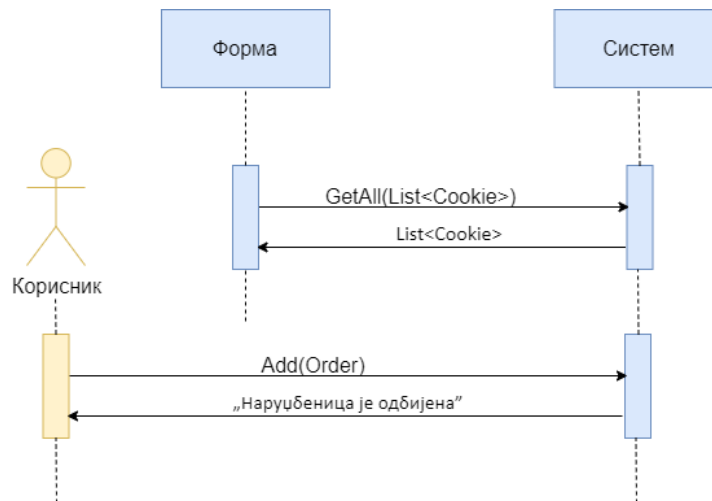 Форма
Систем
GetAll(List<Cookie>)
List<Cookie>
Корисник
Add(Order)
„Наруџбеница је одбијена”